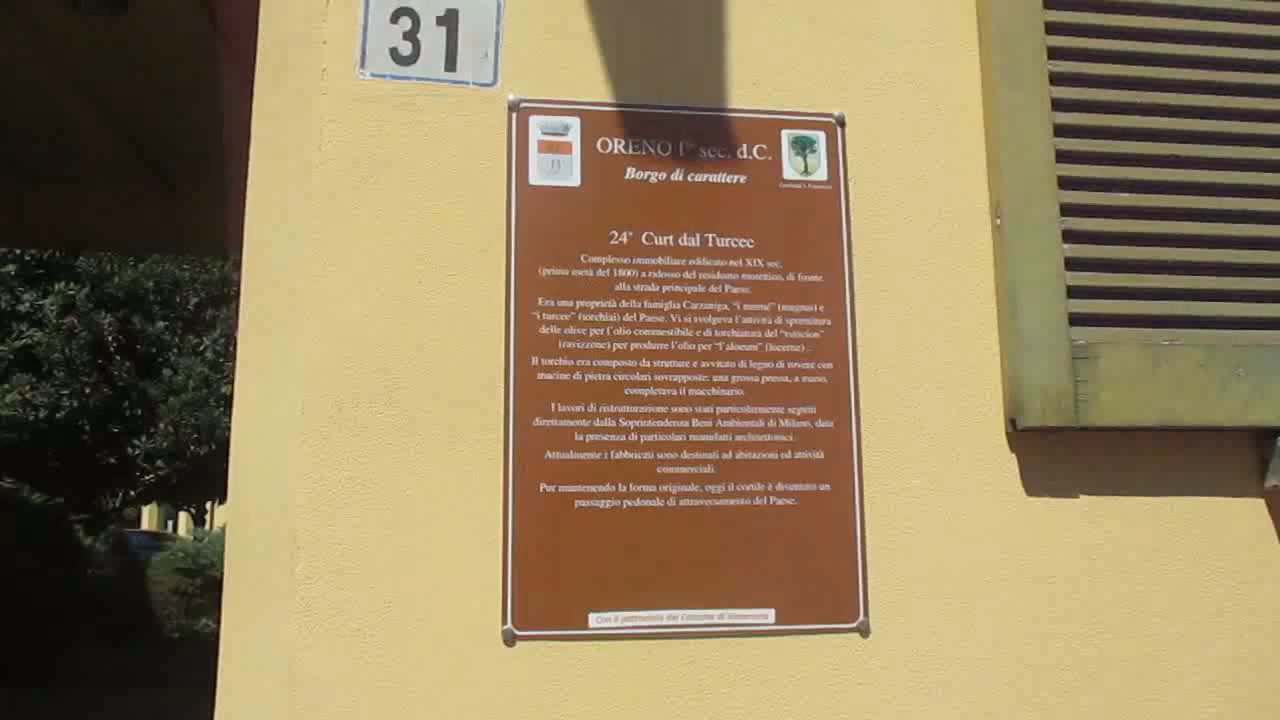 31
ORENO I° sec. d.C.
Borgo di carattere
24° Curt dal Turcee
Complesso immobiliare edificato nel XIX sec.
(prima metà del 1800) a ridosso del residuato morenico, di fronte
alla strada principale del Paese.
Era una proprietà della famiglia Carzaniga, "i (magnai) e
"i turcee" (torchiai) del Paese. Vi si svolgeva l'attività di spremitura
delle olive per l'olio commestibile e di torchiatura del
(ravizzone) per produrre l'olio per (lucerne) .
Il torchio era composto da strutture e avvitato di legno di rovere con
macine di pietra circolari sovrapposte: una grossa pressa, a mano,
completava il macchinario.
I lavori di ristrutturazione sono stati particolarmente seguiti
direttamente dalla Soprintendenza Beni Ambientali di Milano, data
la presenza di particolari manufatti architettonici.
Attualmente i fabbricati sono destinati ad abitazioni ed attività
commerciali.
Pur mantenendo la forma originale, oggi il cortile è diventato un
passaggio pedonale di attraversamento del Paese.
Con il patrocinio del Comune di Vimercate